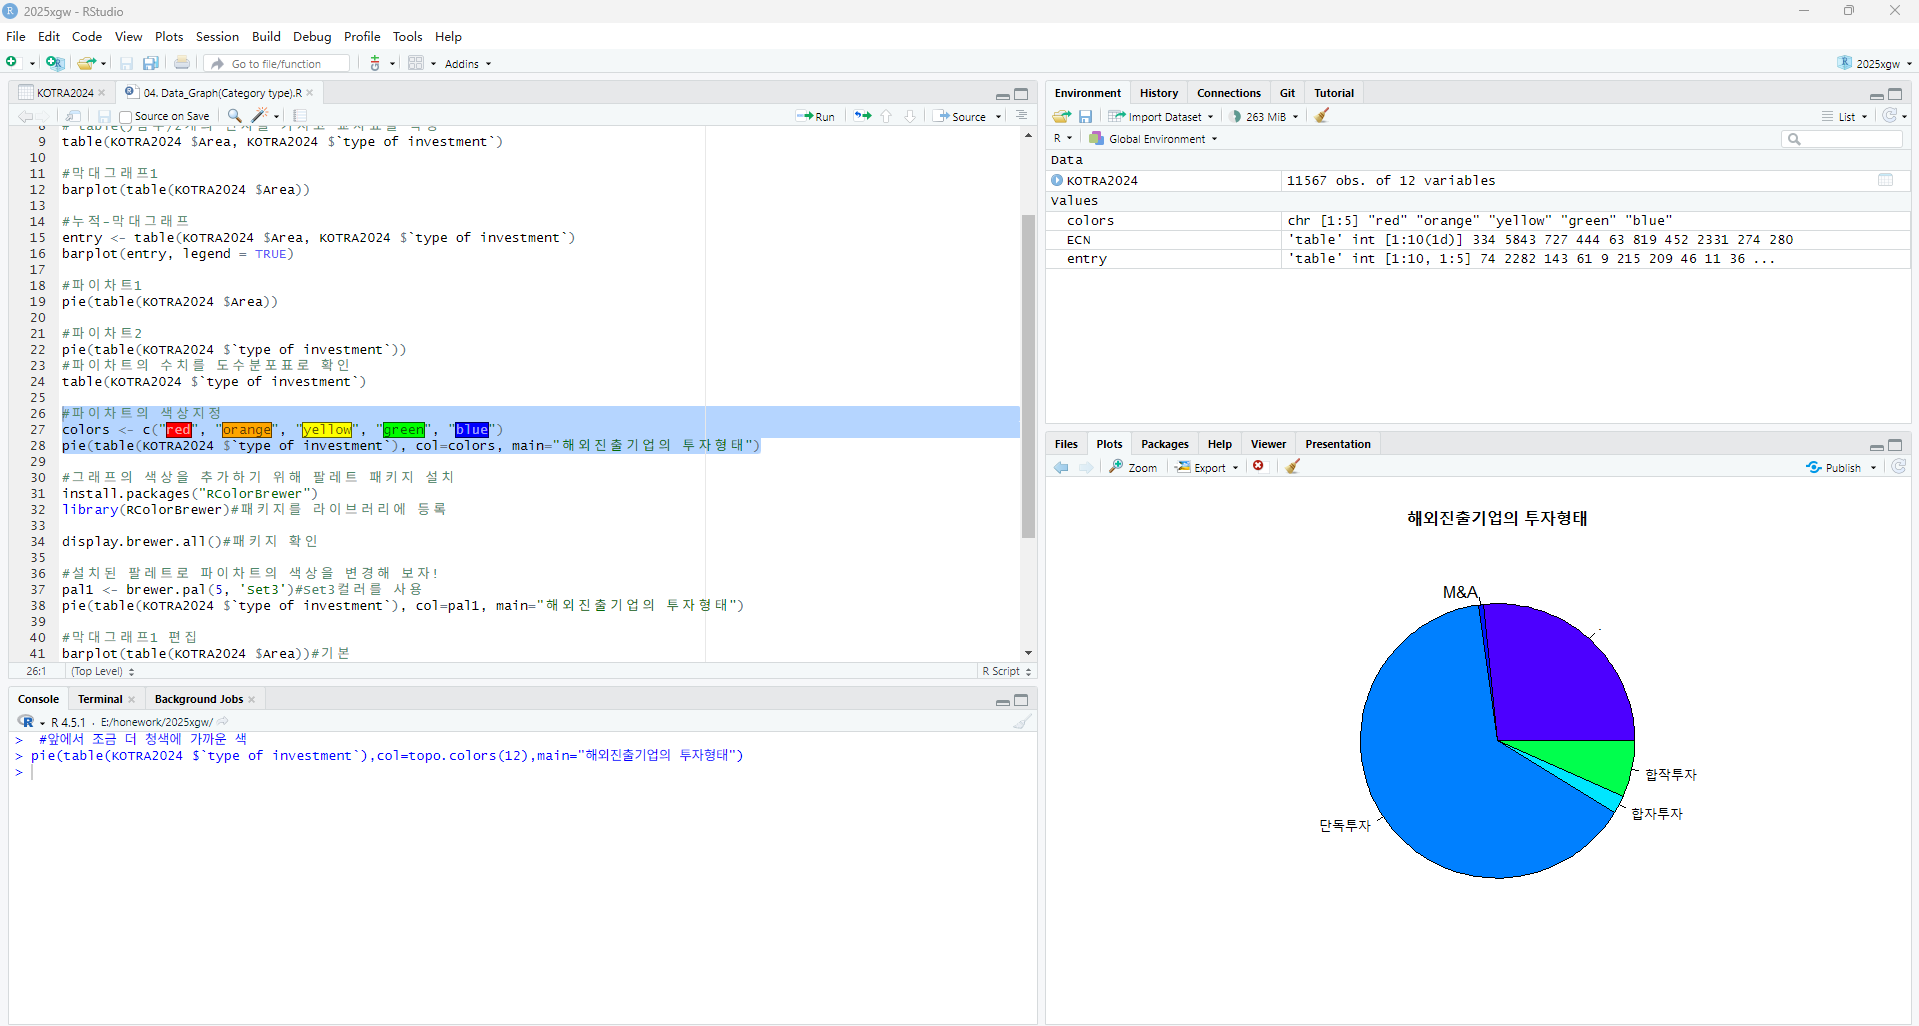 2025xgw - RStudio
File Edit Code View Plots Session Build Debug Profile Tools Help
Go to file/function Addins 2025xgw
KOTRA2024 04. Data_Graph(Category type).R
Source on Save Run Source
9 table(KOTRA2024 $Area, KOTRA2024 $`type of investment`)
10
11 #막대그래프1
12 barplot(table(KOTRA2024 $Area))
13
14 #누적-막대그래프
15 entry <- table(KOTRA2024 $Area, KOTRA2024 $`type of investment`)
16 barplot(entry, legend = TRUE)
17
18 #파이차트1
19 pie(table(KOTRA2024 $Area))
20
21 #파이차트2
22 pie(table(KOTRA2024 $`type of investment`))
23 #파이차트의 수치를 도수분포표로 확인
24 table(KOTRA2024 $`type of investment`)
25
26 #파이차트의 색상지정
27 colors <- c("red", "orange", "yellow", "green", "blue")
28 pie(table(KOTRA2024 $`type of investment`), col=colors, main="해외진출기업의 투자형태")
29
30 #그래프의 색상을 추가하기 위해 팔레트 패키지 설치
31 install.packages("RColorBrewer")
32 library(RColorBrewer)#패키지를 라이브러리에 등록
33
34 display.brewer.all()#패키지 확인
35
36 #설치된 팔레트로 파이차트의 색상을 변경해 보자!
37 pal1 <- brewer.pal(5, 'Set3')#Set3컬러를 사용
38 pie(table(KOTRA2024 $`type of investment`), col=pal1, main="해외진출기업의 투자형태")
39
40 #막대그래프1 편집
41 barplot(table(KOTRA2024 $Area))#기본
26:1 (Top Level) R Script
Console Terminal Background Jobs
R 4.5.1 · E:/honework/2025xgw/
> #앞에서 조금 더 청색에 가까운 색
> pie(table(KOTRA2024 $`type of investment`),col=topo.colors(12),main="해외진출기업의 투자형태")
>
Environment History Connections Git Tutorial
Import Dataset 263 MiB List
R Global Environment
Data
KOTRA2024 11567 obs. of 12 variables
Values
colors chr [1:5] "red" "orange" "yellow" "green" "blue"
ECN 'table' int [1:10(1d)] 334 5843 727 444 63 819 452 2331 274 280
entry 'table' int [1:10, 1:5] 74 2282 143 61 9 215 209 46 11 36 ...
Files Plots Packages Help Viewer Presentation
Zoom Export Publish
해외진출기업의 투자형태
M&A
-
합작투자
합자투자
단독투자